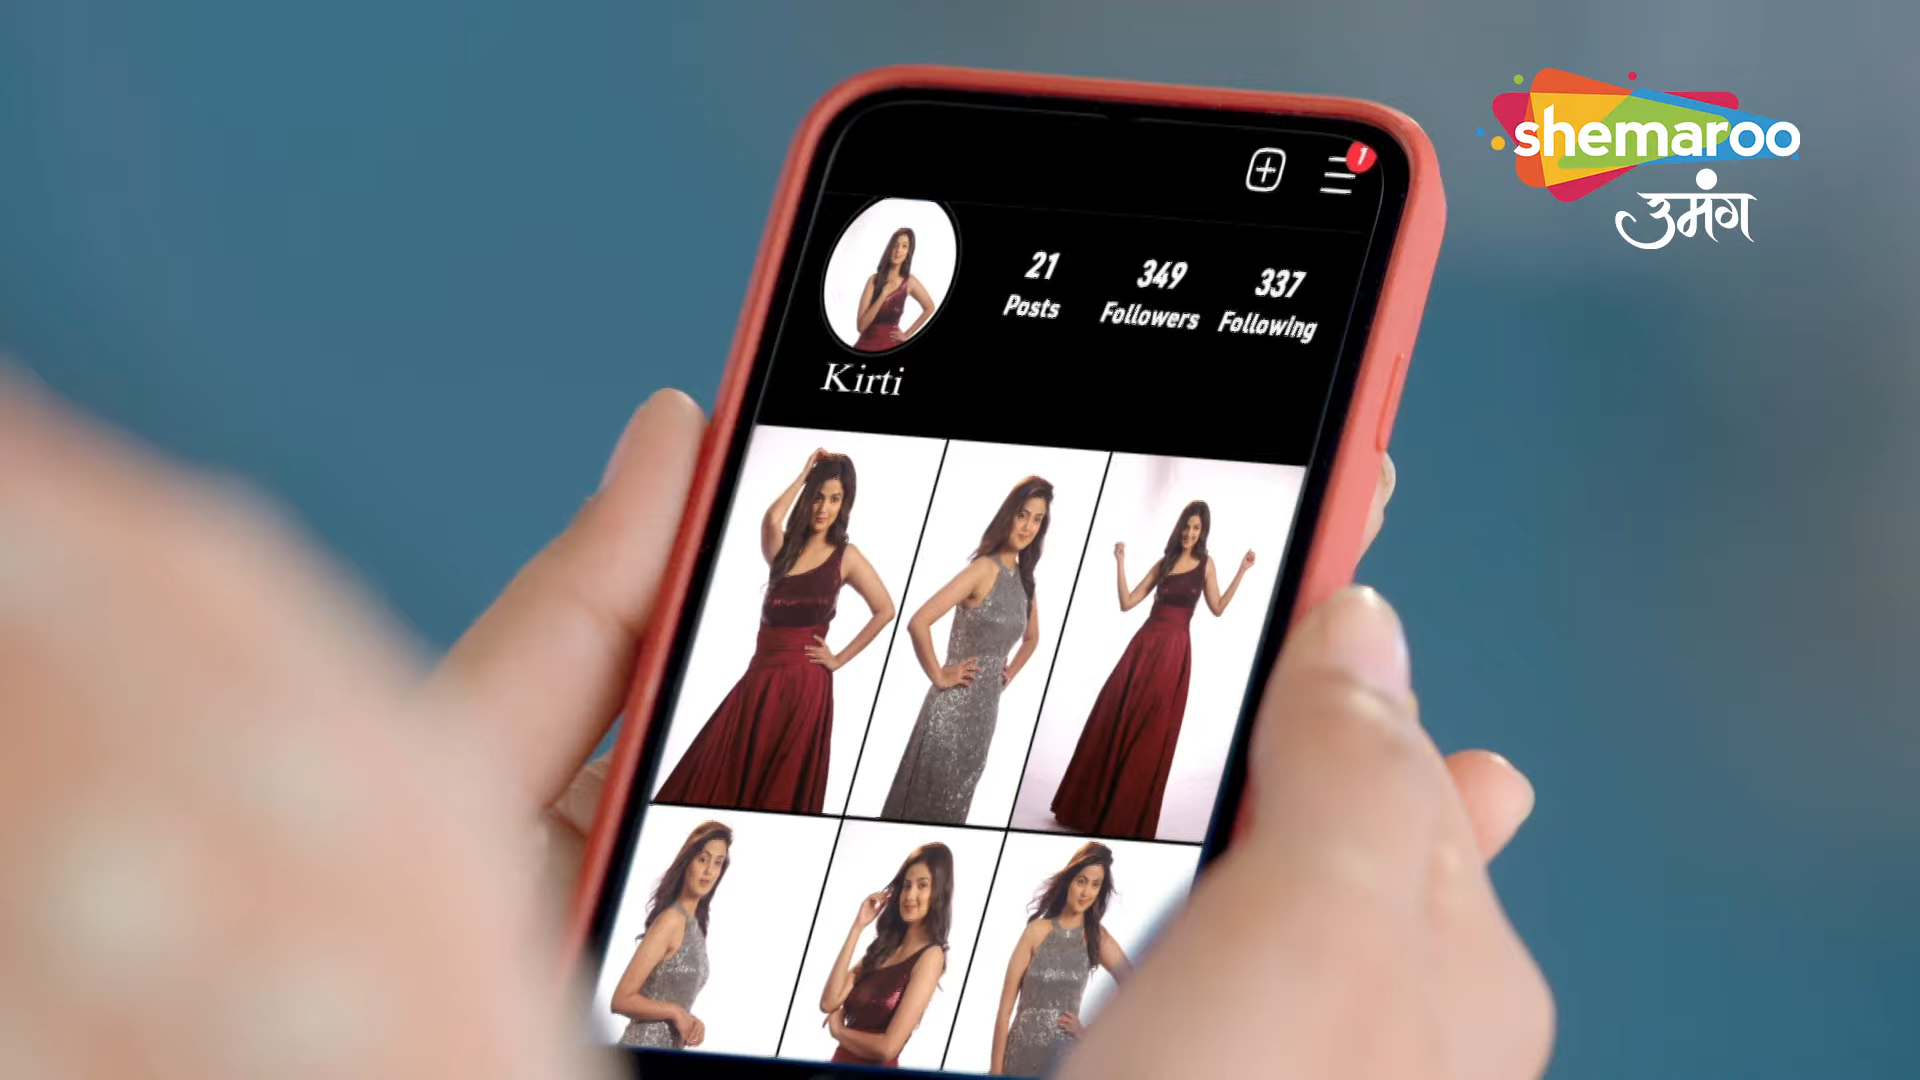 shemaroo
उमंग
1
21
Posts
349
Followers
337
Following
Kirti